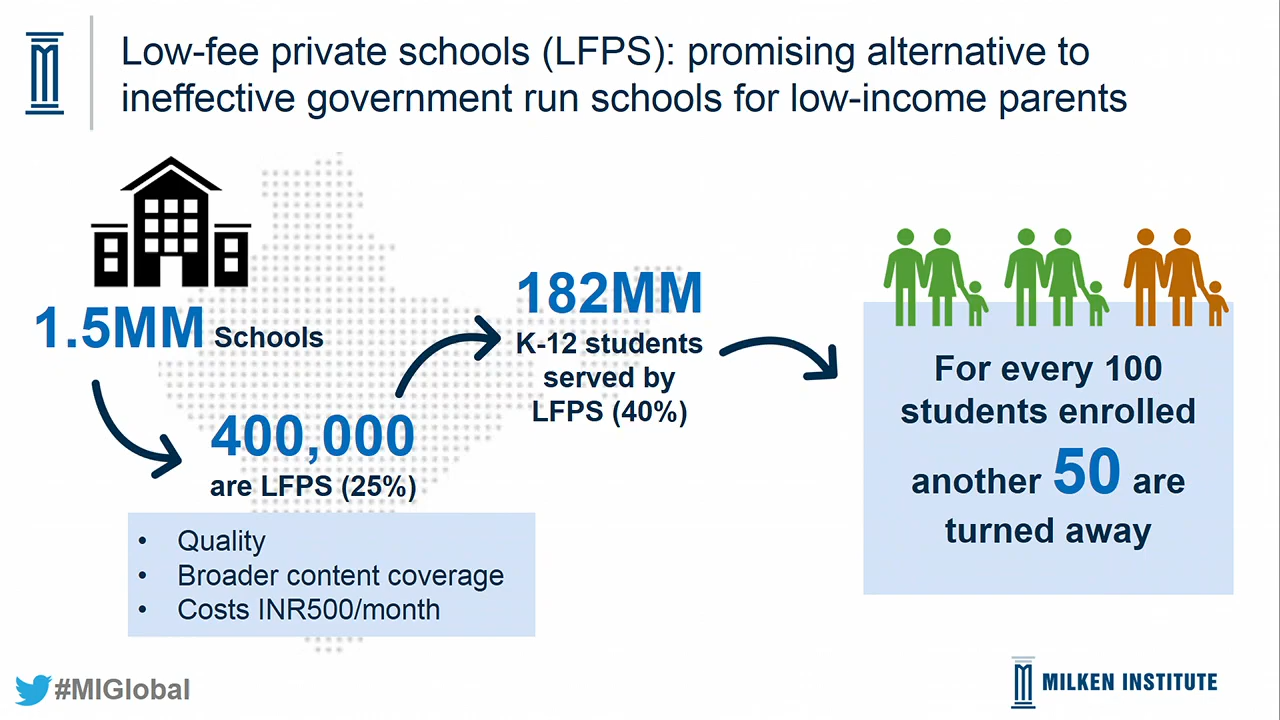 Low-fee private schools (LFPS): promising alternative to
ineffective government run schools for low-income parents
1.5MM Schools
400,000
are LFPS (25%)
• Quality
• Broader content coverage
• Costs INR500/month
182MM
K-12 students
served by
LFPS (40%)
For every 100
students enrolled
another 50 are
turned away
#MIGlobal
MILKEN INSTITUTE